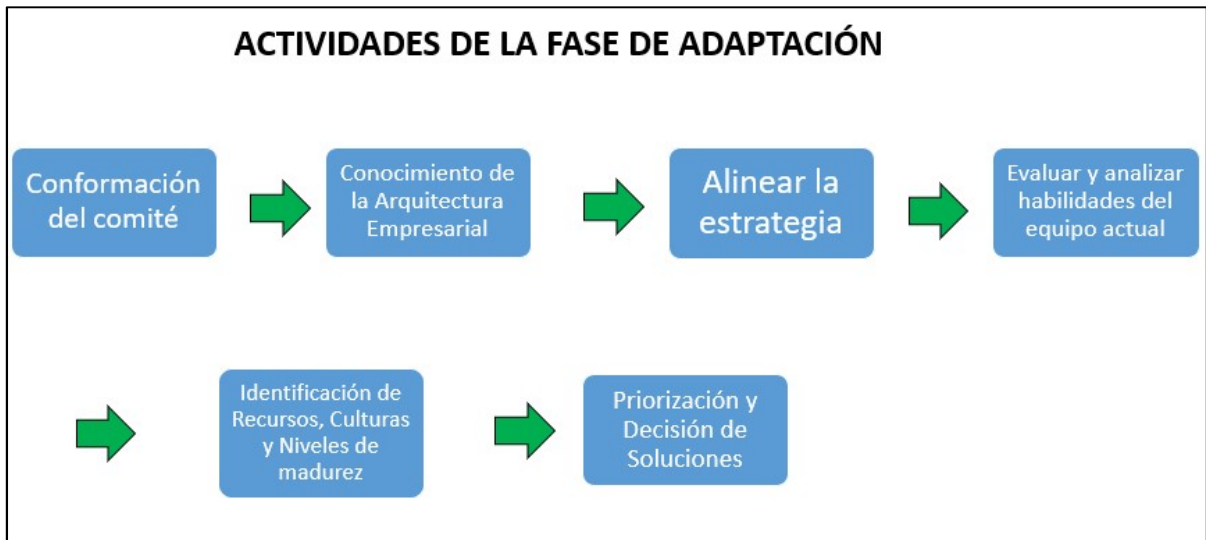 ACTIVIDADES DE LA FASE DE ADAPTACIÓN
Conformación
del comité
Conocimiento de
la Arquitectura
Empresarial
Alinear la
estrategia
Evaluar y analizar
habilidades del
equipo actual
Identificación de
Recursos, Culturas
y Niveles de
madurez
Priorización y
Decisión de
Soluciones